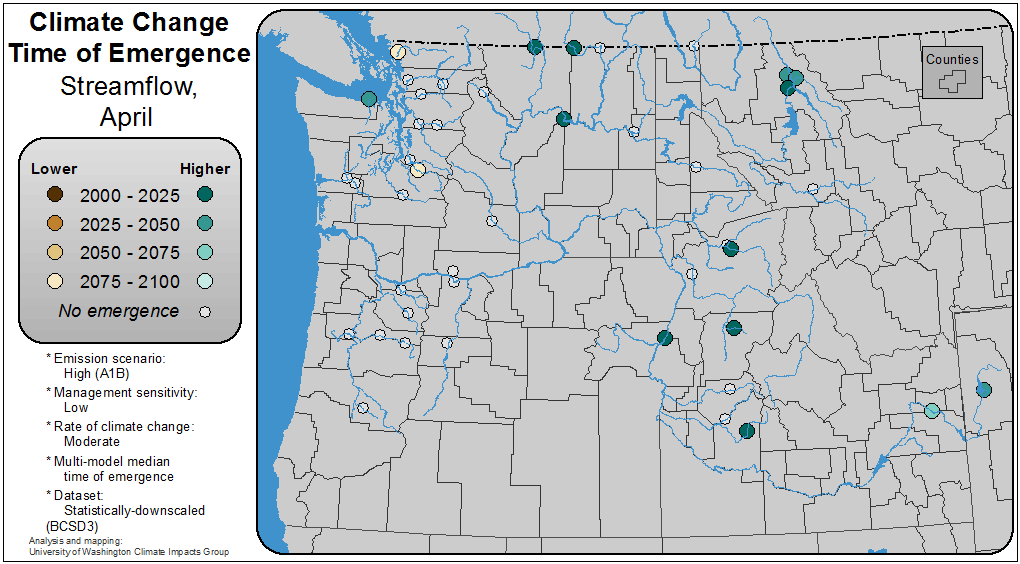 Climate Change
Time of Emergence
Streamflow,
April
Lower Higher
2000 - 2025
2025 - 2050
2050 - 2075
2075 - 2100
No emergence
* Emission scenario:
High (A1B)
* Management sensitivity:
Low
* Rate of climate change:
Moderate
* Multi-model median
time of emergence
* Dataset:
Statistically-downscaled
(BCSD3)
Analysis and mapping:
University of Washington Climate Impacts Group
Counties